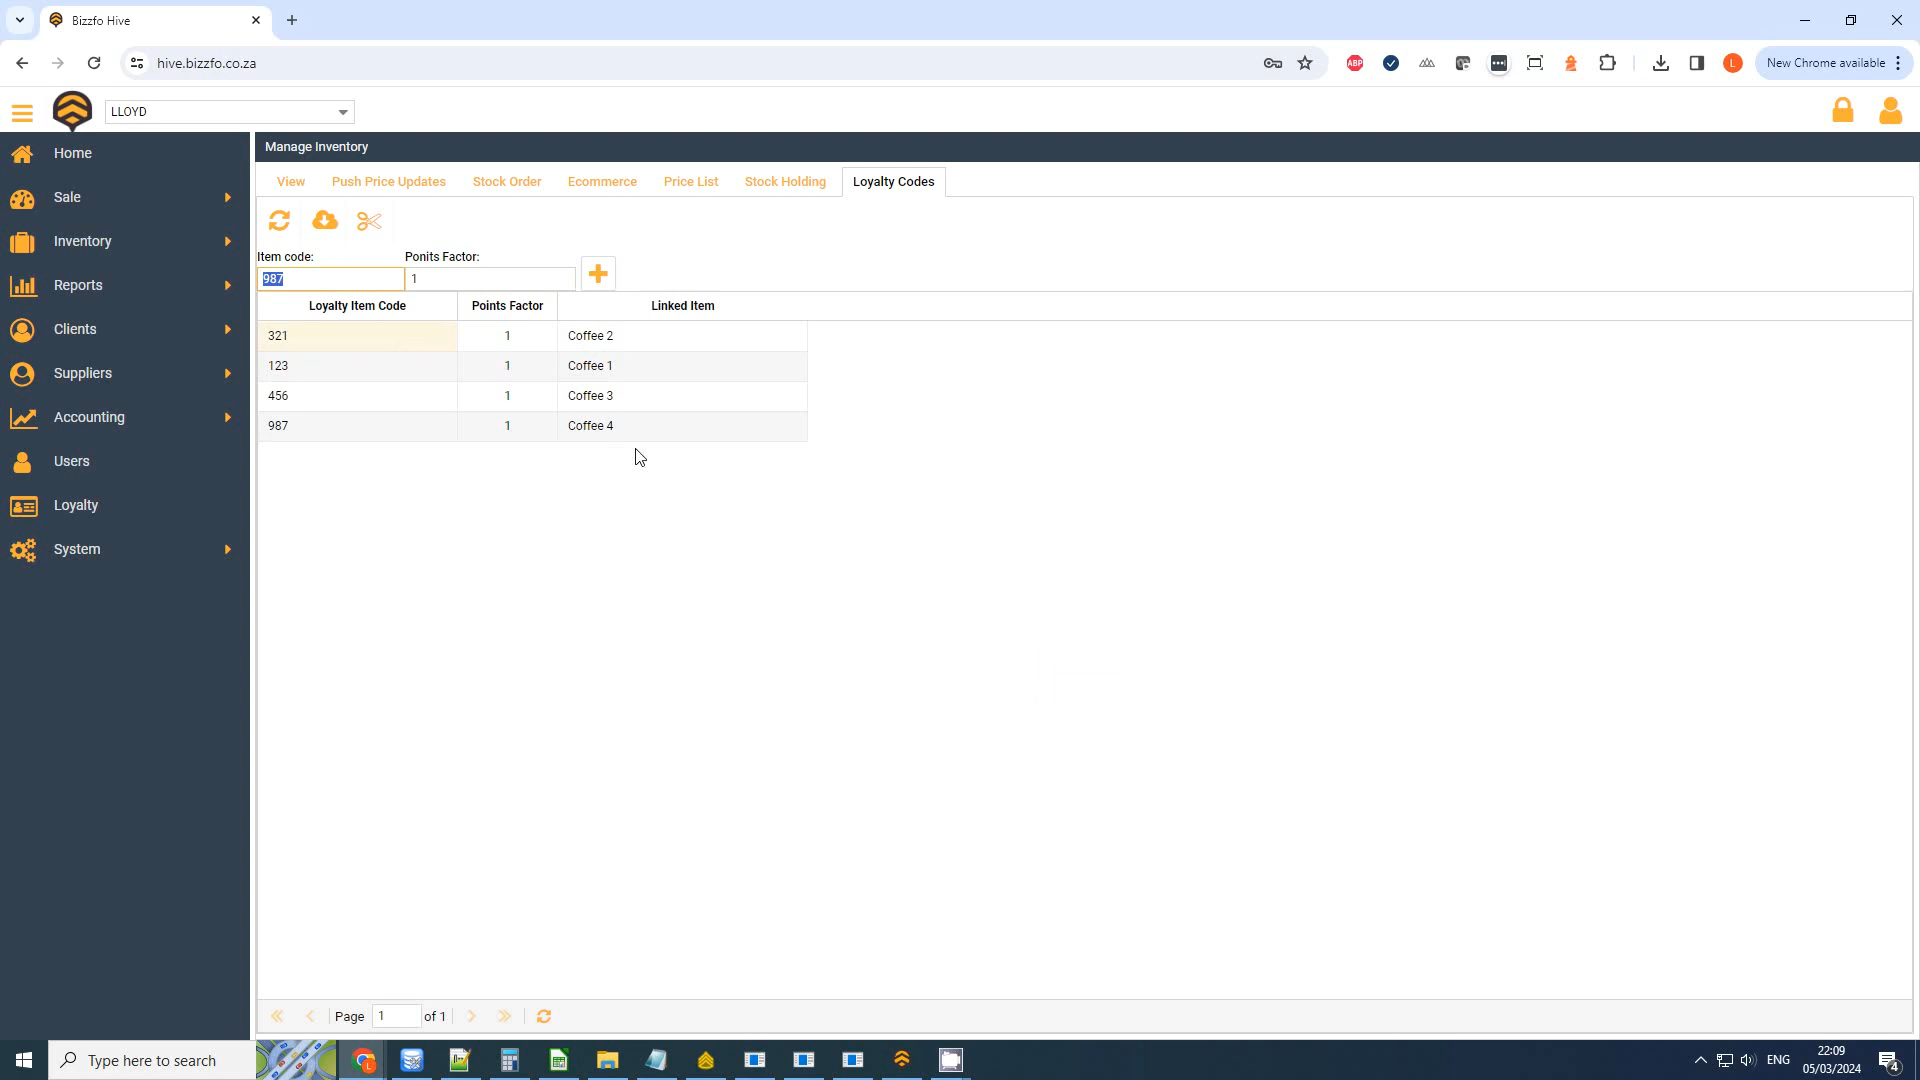 Bizzfo Hive
hive.bizzfo.co.za
New Chrome available
LLOYD
Home
Sale
Inventory
Reports
Clients
Suppliers
Accounting
Users
Loyalty
System
Manage Inventory
View Push Price Updates Stock Order Ecommerce Price List Stock Holding Loyalty Codes
Item code: Ponits Factor:
987 1
Loyalty Item Code Points Factor Linked Item
321 1 Coffee 2
123 1 Coffee 1
456 1 Coffee 3
987 1 Coffee 4
Page 1 of 1
Type here to search
ENG
22:09
05/03/2024
4
ABP
L